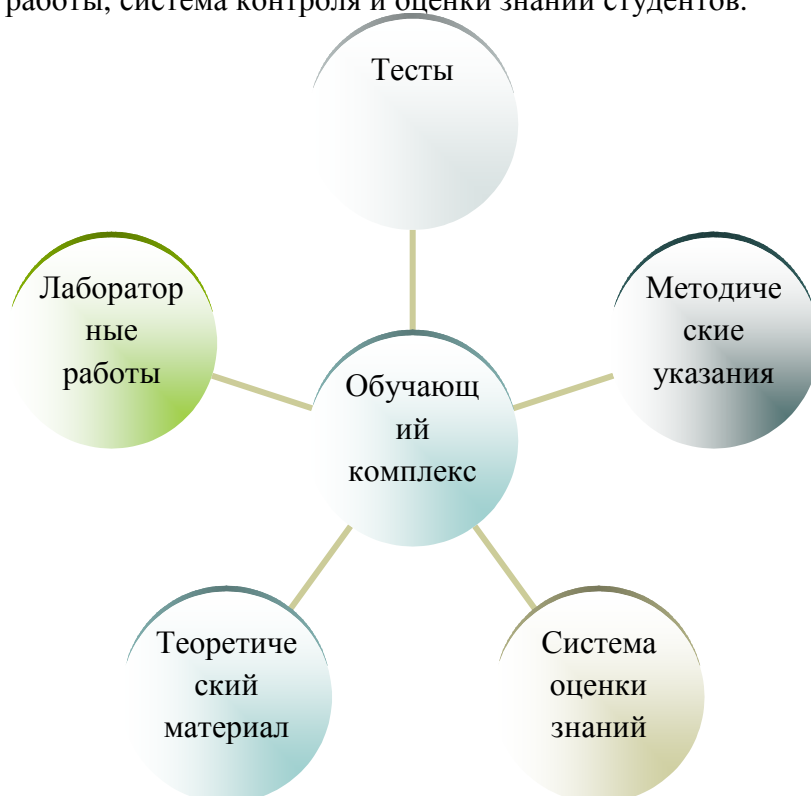 работы, система контроля и оценки знаний студентов.
Тесты
Лаборатор
ные
работы
Методиче
ские
указания
Обучающ
ий
комплекс
Теоретиче
ский
материал
Система
оценки
знаний